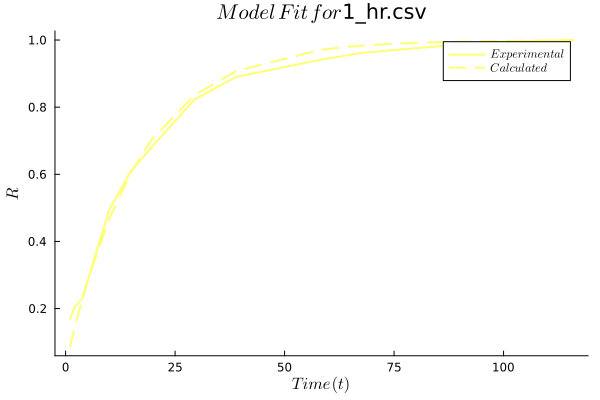 Model Fit for 1_hr.csv
1.0
Experimental
Calculated
0.8
0.6
R
0.4
0.2
0 25 50 75 100
Time(t)